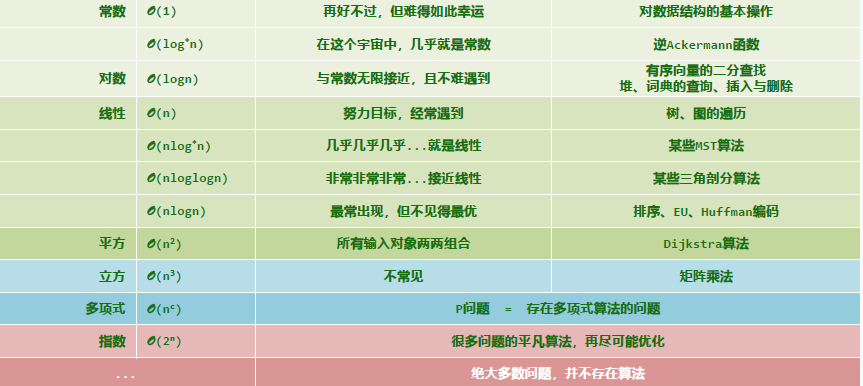 常数 𝒪(1) 再好不过，但难得如此幸运 对数据结构的基本操作
𝒪(log*n) 在这个宇宙中，几乎就是常数 逆Ackermann函数
对数 𝒪(logn) 与常数无限接近，且不难遇到 有序向量的二分查找
堆、词典的查询、插入与删除
线性 𝒪(n) 努力目标，经常遇到 树、图的遍历
𝒪(nlog*n) 几乎几乎几乎...就是线性 某些MST算法
𝒪(nloglogn) 非常非常非常...接近线性 某些三角剖分算法
𝒪(nlogn) 最常出现，但不见得最优 排序、EU、Huffman编码
平方 𝒪(n²) 所有输入对象两两组合 Dijkstra算法
立方 𝒪(n³) 不常见 矩阵乘法
多项式 𝒪(nᶜ) P问题 = 存在多项式算法的问题
指数 𝒪(2ⁿ) 很多问题的平凡算法，再尽可能优化
... 绝大多数问题，并不存在算法